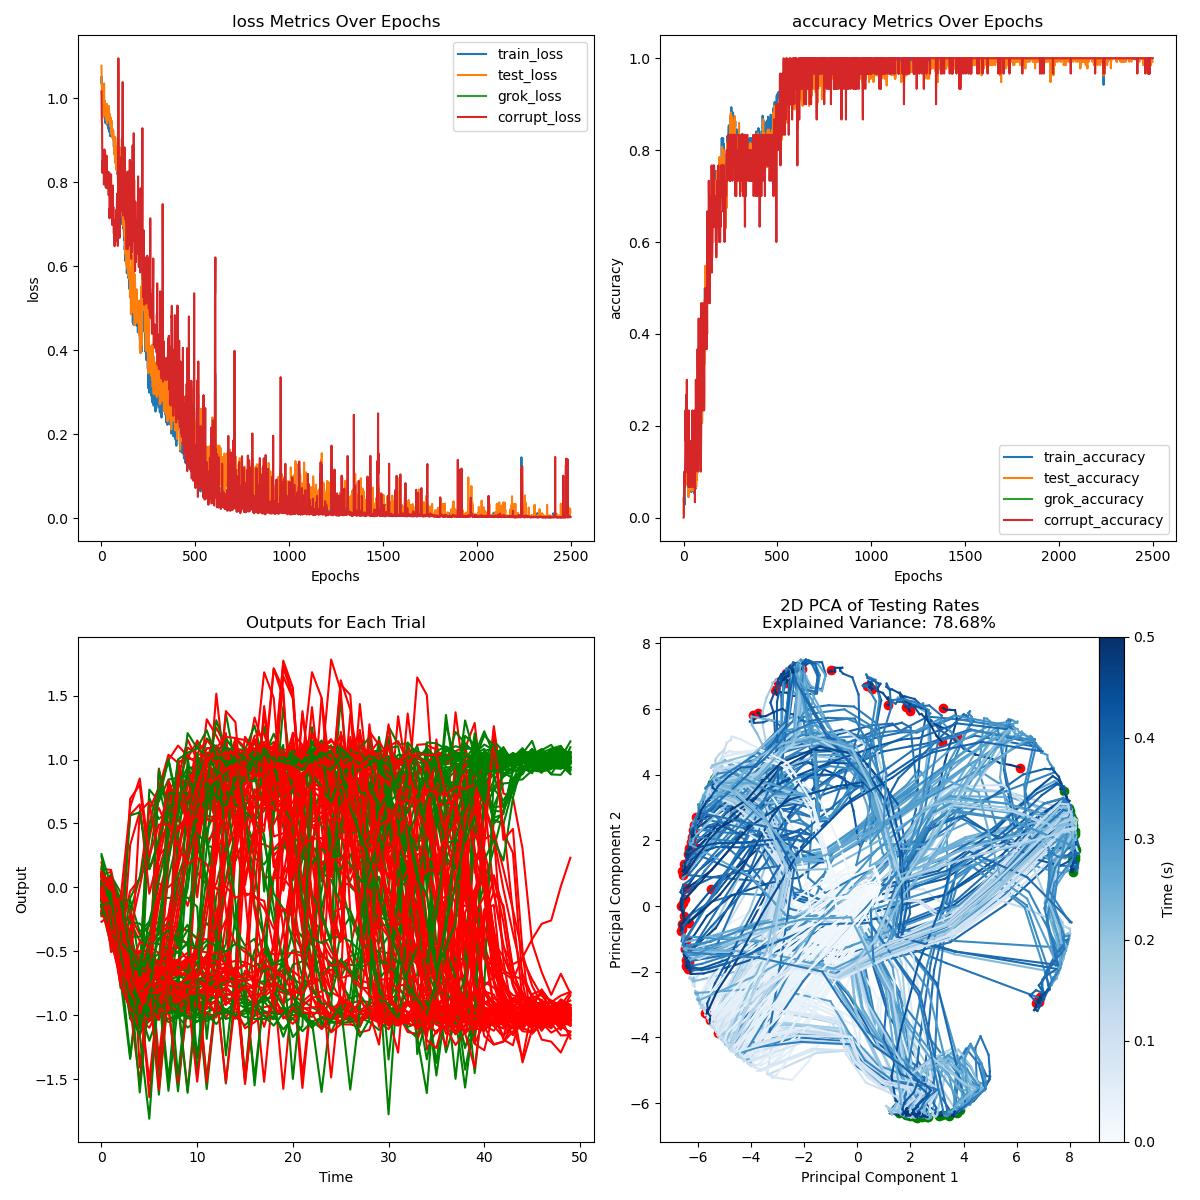 loss Metrics Over Epochs
train_loss
test_loss
grok_loss
corrupt_loss
loss
1.0
0.8
0.6
0.4
0.2
0.0
0 500 1000 1500 2000 2500
Epochs
accuracy Metrics Over Epochs
accuracy
1.0
0.8
0.6
0.4
0.2
0.0
train_accuracy
test_accuracy
grok_accuracy
corrupt_accuracy
0 500 1000 1500 2000 2500
Epochs
Outputs for Each Trial
Output
1.5
1.0
0.5
0.0
−0.5
−1.0
−1.5
0 10 20 30 40 50
Time
2D PCA of Testing Rates
Explained Variance: 78.68%
Principal Component 2
8
6
4
2
0
−2
−4
−6
−6 −4 −2 0 2 4 6 8
Principal Component 1
0.5
0.4
0.3
0.2
0.1
0.0
Time (s)